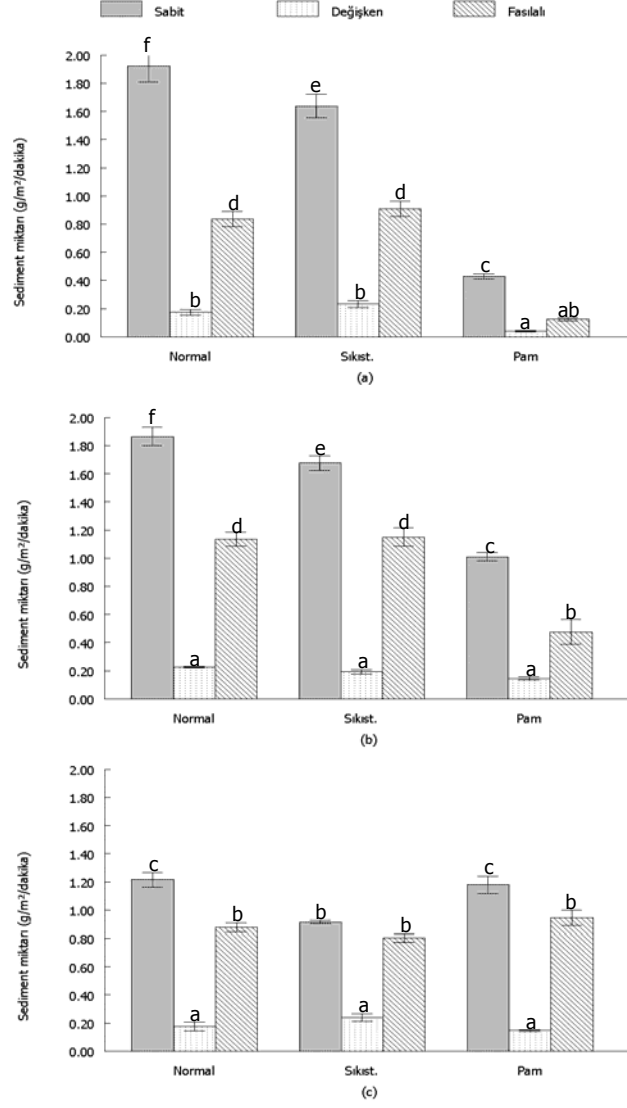 Sabit Değişken Fasılalı
Sediment miktarı (g/m²/dakika)
2.00
1.80
1.60
1.40
1.20
1.00
0.80
0.60
0.40
0.20
0.00
f
b
d
e
b
d
c
a
ab
Normal Sıkıst. Pam
(a)
Sediment miktarı (g/m²/dakika)
2.00
1.80
1.60
1.40
1.20
1.00
0.80
0.60
0.40
0.20
0.00
f
a
d
e
a
d
c
a
b
Normal Sıkıst. Pam
(b)
Sediment miktarı (g/m²/dakika)
2.00
1.80
1.60
1.40
1.20
1.00
0.80
0.60
0.40
0.20
0.00
c
a
b
b
a
b
c
a
b
Normal Sıkıst. Pam
(c)